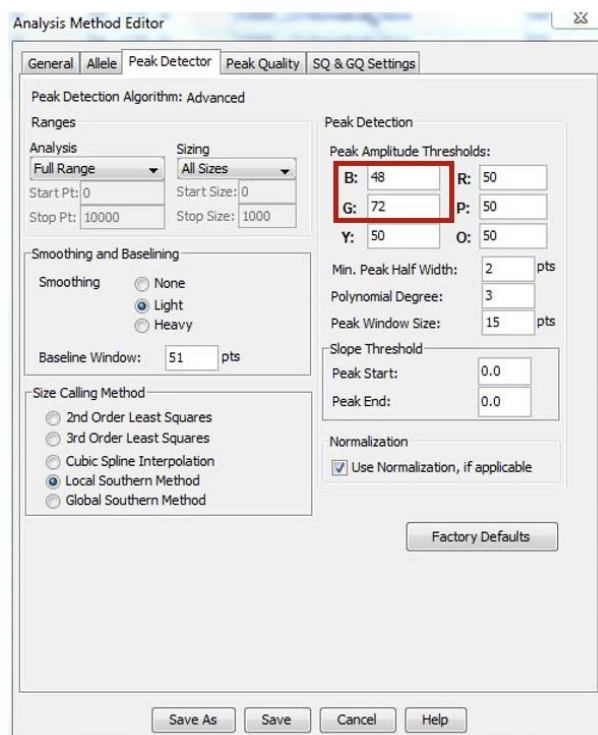 Analysis Method Editor
General Allele Peak Detector Peak Quality SQ & GQ Settings
Peak Detection Algorithm: Advanced
Ranges
Analysis Sizing
Full Range All Sizes
Start Pt: 0 Start Size: 0
Stop Pt: 10000 Stop Size: 1000
Smoothing and Baselining
Smoothing None
Light
Heavy
Baseline Window: 51 pts
Size Calling Method
2nd Order Least Squares
3rd Order Least Squares
Cubic Spline Interpolation
Local Southern Method
Global Southern Method
Peak Detection
Peak Amplitude Thresholds:
B: 48 R: 50
G: 72 P: 50
Y: 50 O: 50
Min. Peak Half Width: 2 pts
Polynomial Degree: 3
Peak Window Size: 15 pts
Slope Threshold
Peak Start: 0.0
Peak End: 0.0
Normalization
Use Normalization, if applicable
Factory Defaults
Save As Save Cancel Help